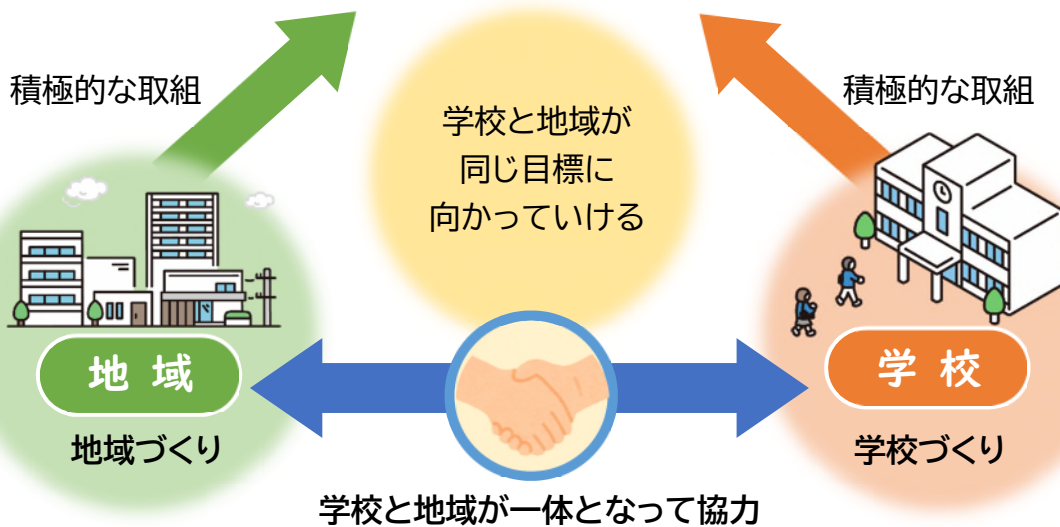 積極的な取組
積極的な取組
学校と地域が
同じ目標に
向かっていける
地域
学校
地域づくり
学校づくり
学校と地域が一体となって協力